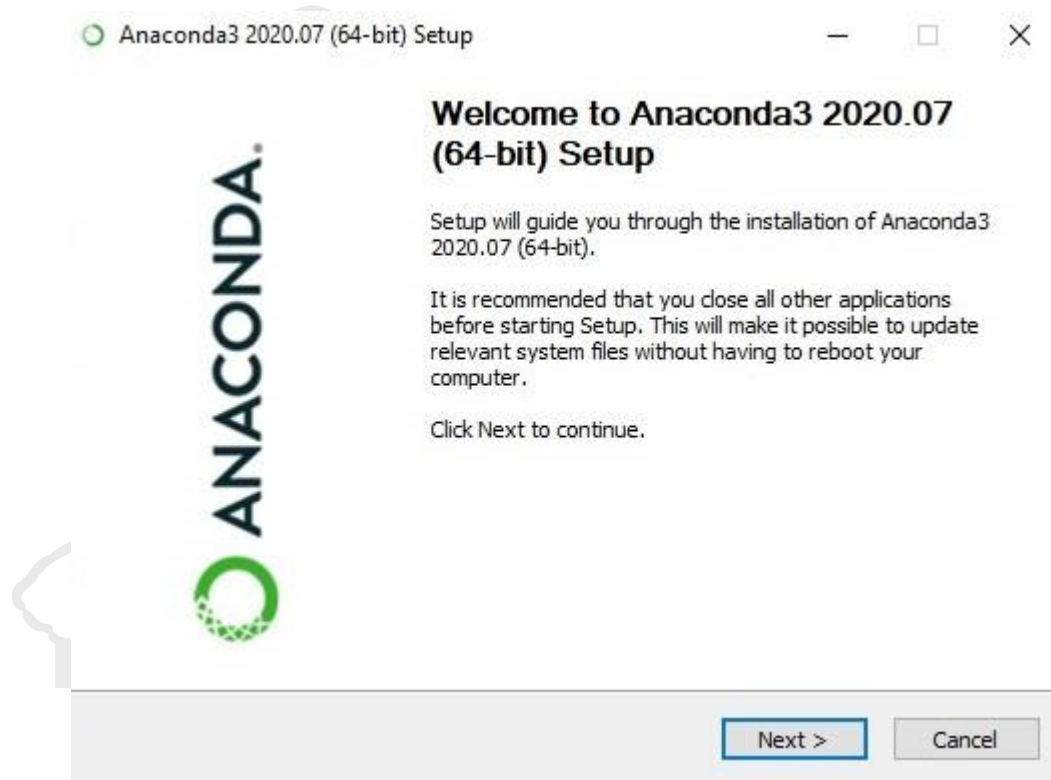 Anaconda3 2020.07 (64-bit) Setup
Welcome to Anaconda3 2020.07
(64-bit) Setup
Setup will guide you through the installation of Anaconda3
2020.07 (64-bit).
It is recommended that you close all other applications
before starting Setup. This will make it possible to update
relevant system files without having to reboot your
computer.
Click Next to continue.
ANACONDA.
Next >
Cancel